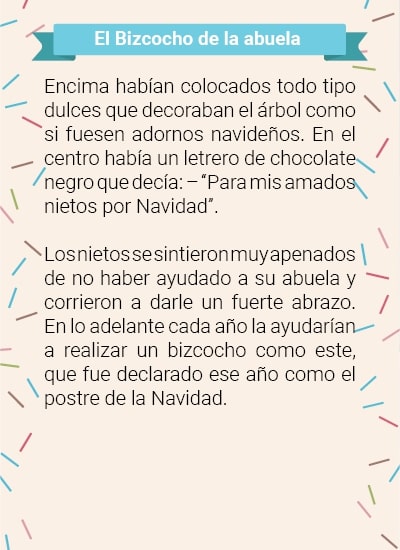 El Bizcocho de la abuela
Encima habían colocados todo tipo
dulces que decoraban el árbol como
si fuesen adornos navideños. En el
centro había un letrero de chocolate
negro que decía: – “Para mis amados
nietos por Navidad”.
Los nietos se sintieron muy apenados
de no haber ayudado a su abuela y
corrieron a darle un fuerte abrazo.
En lo adelante cada año la ayudarían
a realizar un bizcocho como este,
que fue declarado ese año como el
postre de la Navidad.